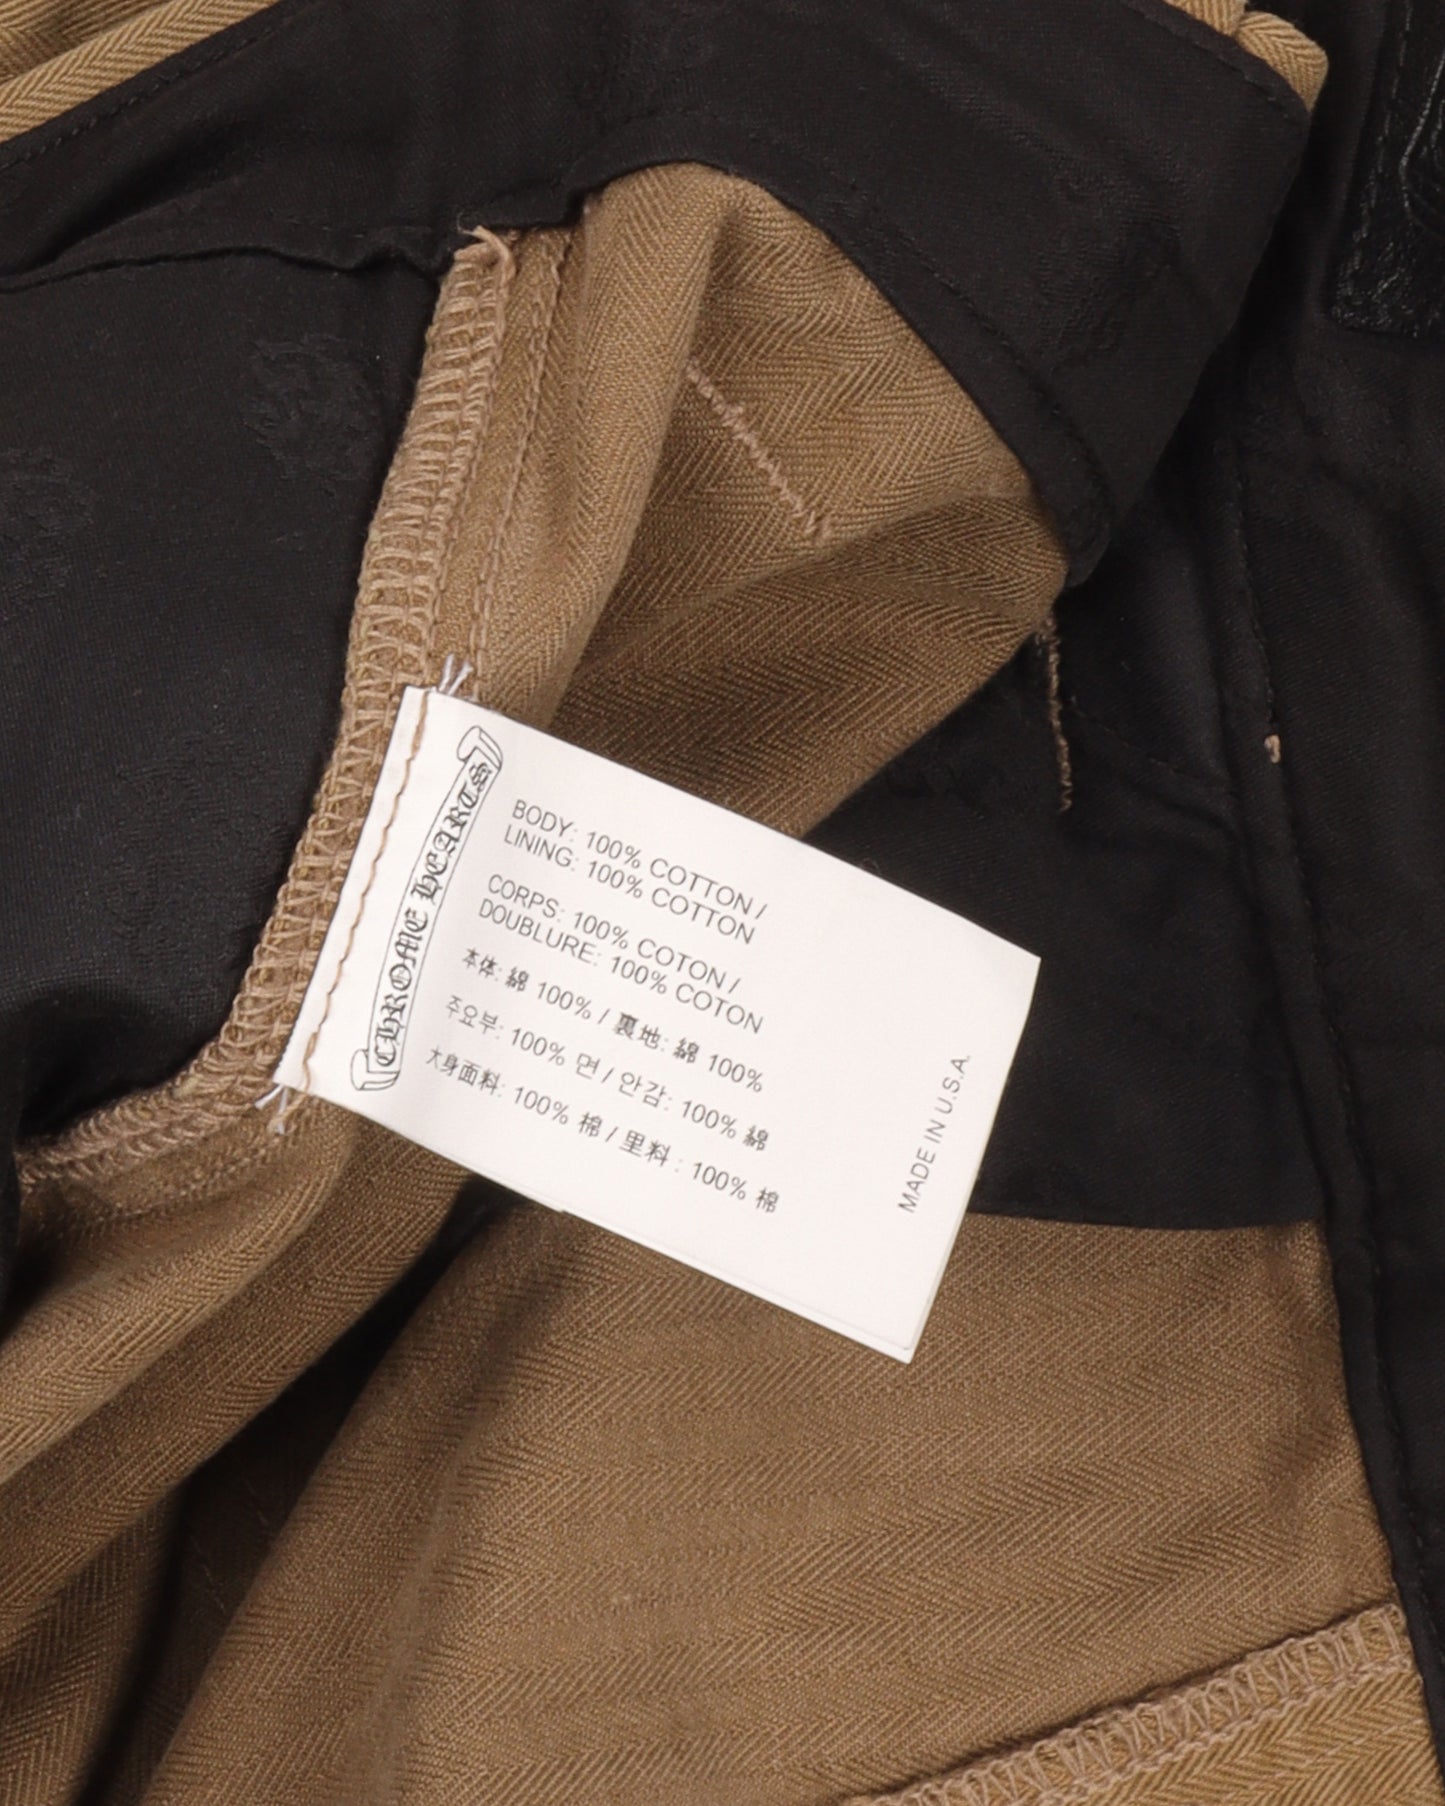 CHROME HEARTS
BODY: 100% COTTON /
LINING: 100% COTTON
CORPS: 100% COTON /
DOUBLURE: 100% COTON
本体: 綿 100% / 裏地: 綿 100%
주요부: 100% 면 / 안감: 100% 綿
大身面料: 100% 棉 / 里料 : 100% 棉
MADE IN U.S.A.